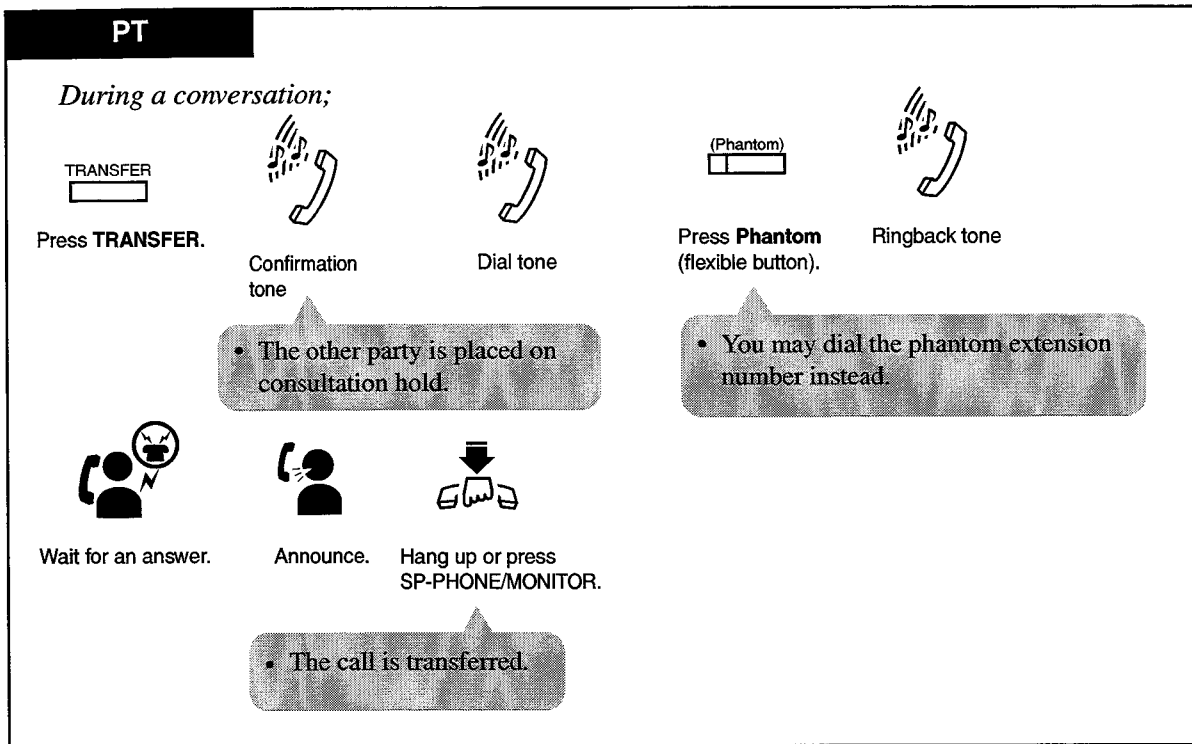 PT
During a conversation;
TRANSFER
Press TRANSFER.
Confirmation
tone
Dial tone
(Phantom)
Press Phantom
(flexible button).
Ringback tone
• The other party is placed on
consultation hold.
• You may dial the phantom extension
number instead.
Wait for an answer.
Announce.
Hang up or press
SP-PHONE/MONITOR.
• The call is transferred.